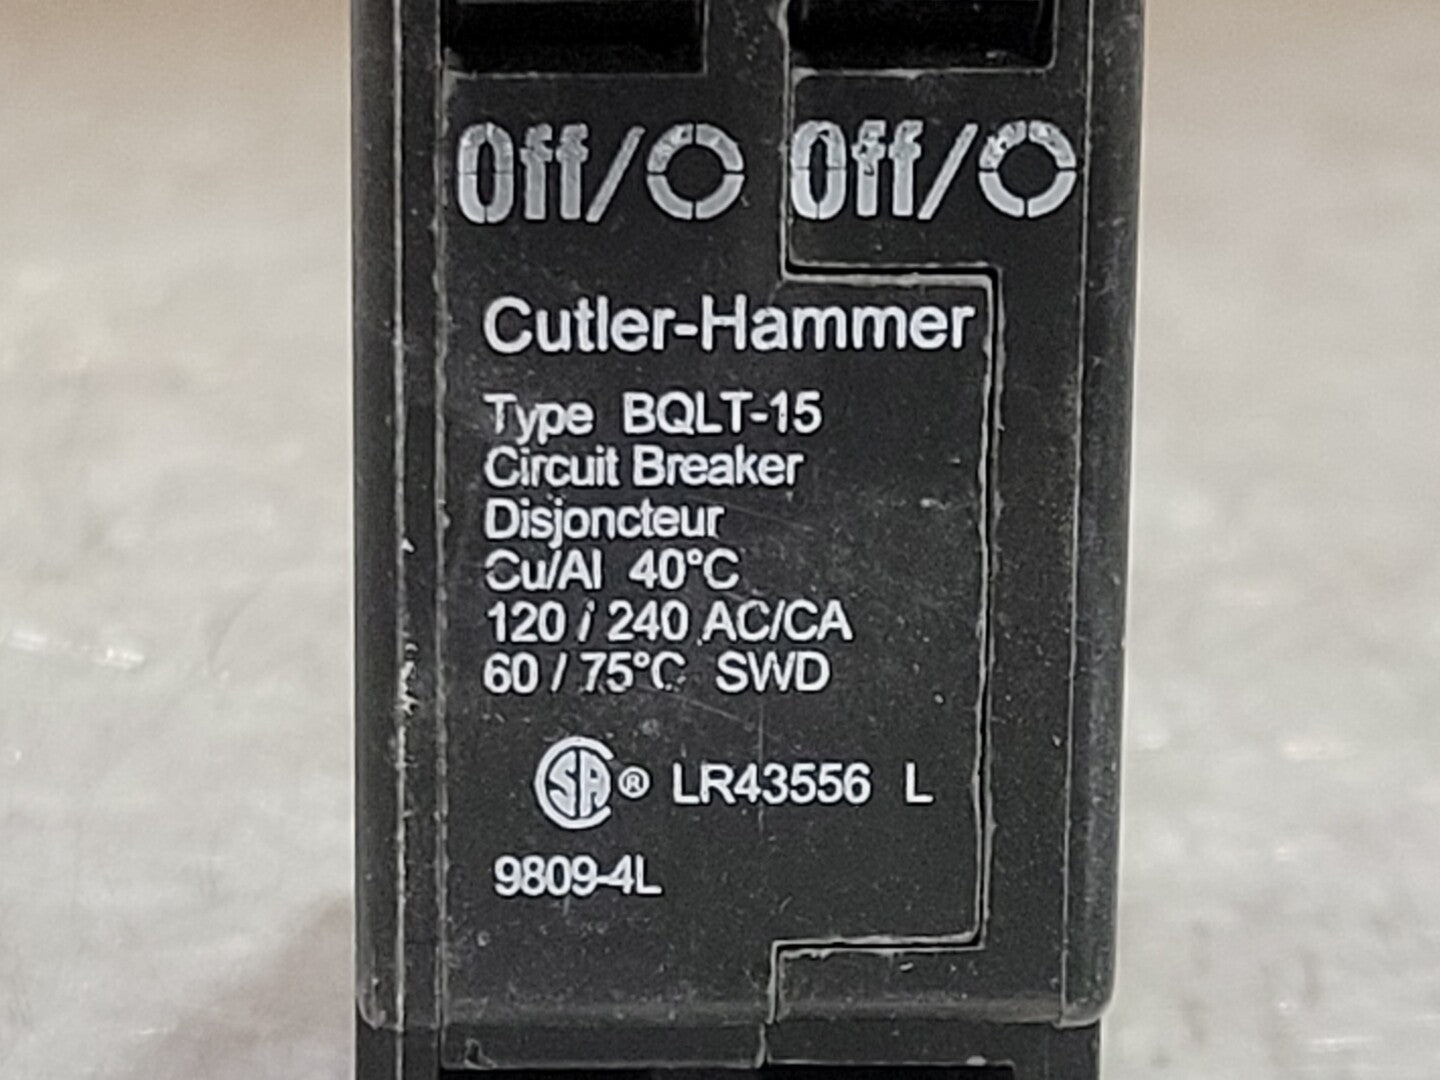 Off/O Off/O
Cutler-Hammer
Type BQLT-15
Circuit Breaker
Disjoncteur
Cu/Al 40°C
120 / 240 AC/CA
60 / 75°C SWD
SA ® LR43556 L
9809-4L